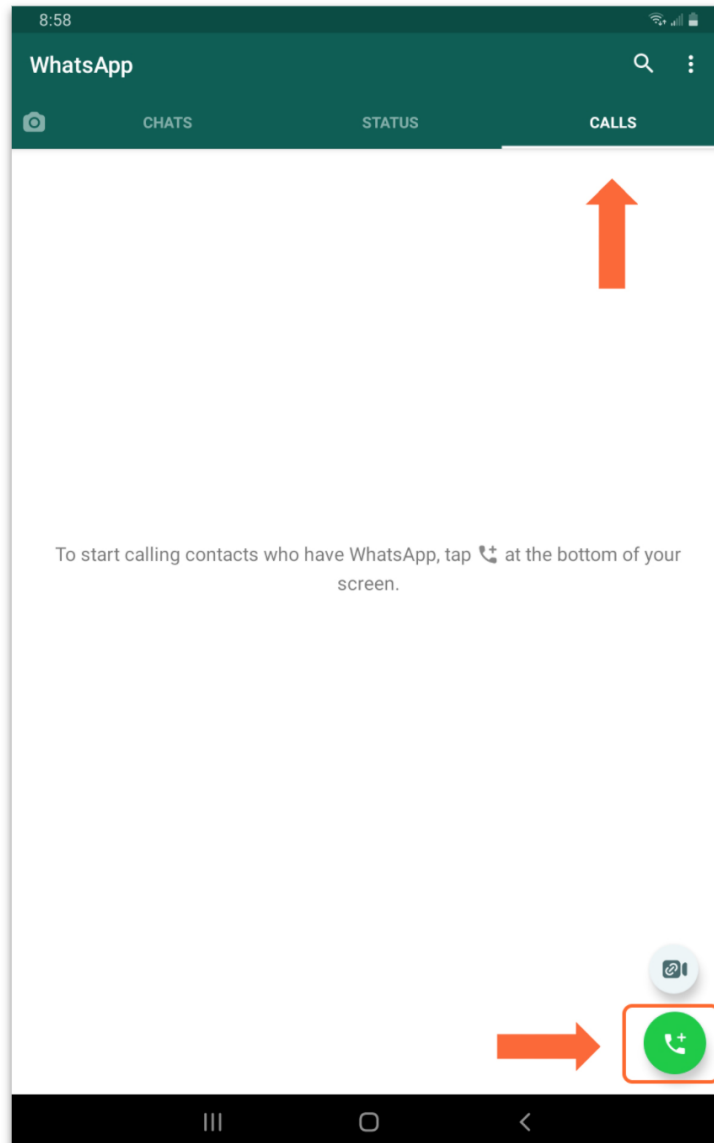 8:58
WhatsApp
CHATS STATUS CALLS
To start calling contacts who have WhatsApp, tap at the bottom of your
screen.